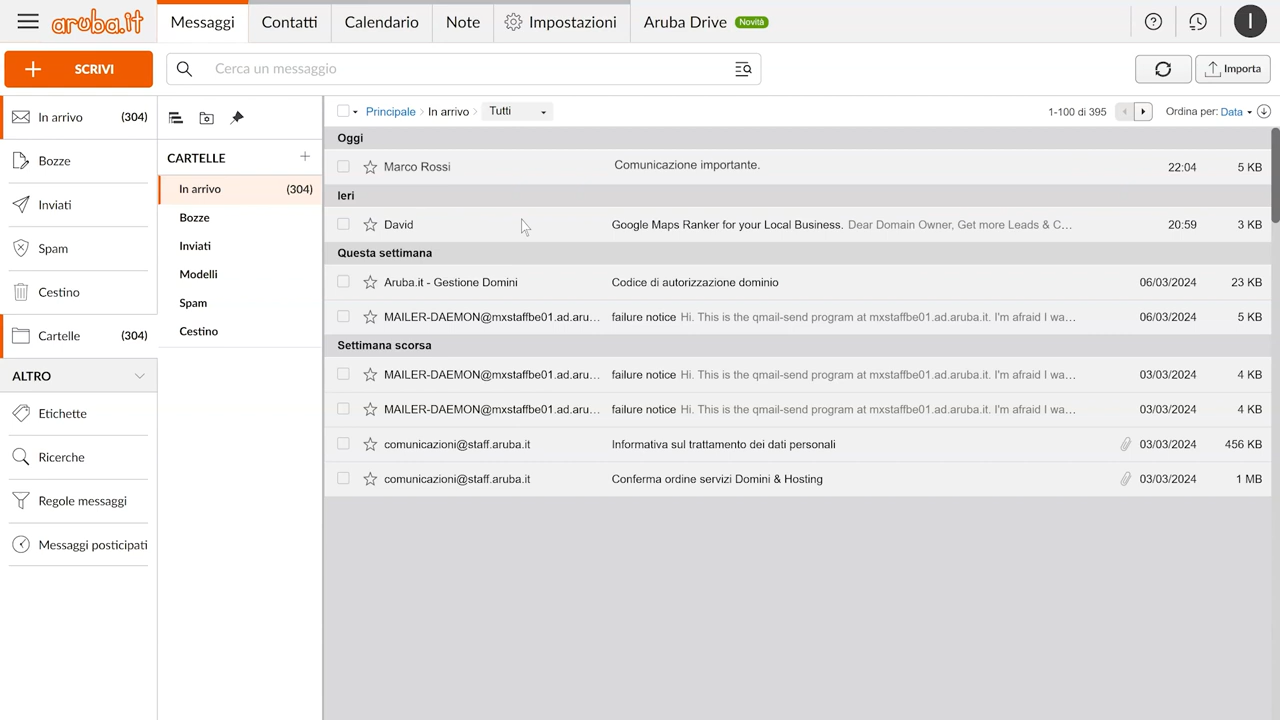 aruba.it
Messaggi
Contatti
Calendario
Note
Impostazioni
Aruba Drive Novità
I
SCRIVI
Cerca un messaggio
Importa
In arrivo (304)
Bozze
Inviati
Spam
Cestino
Cartelle (304)
ALTRO
Etichette
Ricerche
Regole messaggi
Messaggi posticipati
CARTELLE
In arrivo (304)
Bozze
Inviati
Modelli
Spam
Cestino
Principale In arrivo Tutti 1-100 di 395 Ordina per: Data
Oggi
Marco Rossi Comunicazione importante. 22:04 5 KB
Ieri
David Google Maps Ranker for your Local Business. Dear Domain Owner, Get more Leads & C... 20:59 3 KB
Questa settimana
Aruba.it - Gestione Domini Codice di autorizzazione dominio 06/03/2024 23 KB
MAILER-DAEMON@mxstaffbe01.ad.aru... failure notice Hi. This is the qmail-send program at mxstaffbe01.ad.aruba.it. I'm afraid I wa... 06/03/2024 5 KB
Settimana scorsa
MAILER-DAEMON@mxstaffbe01.ad.aru... failure notice Hi. This is the qmail-send program at mxstaffbe01.ad.aruba.it. I'm afraid I wa... 03/03/2024 4 KB
MAILER-DAEMON@mxstaffbe01.ad.aru... failure notice Hi. This is the qmail-send program at mxstaffbe01.ad.aruba.it. I'm afraid I wa... 03/03/2024 4 KB
comunicazioni@staff.aruba.it Informativa sul trattamento dei dati personali 03/03/2024 456 KB
comunicazioni@staff.aruba.it Conferma ordine servizi Domini & Hosting 03/03/2024 1 MB